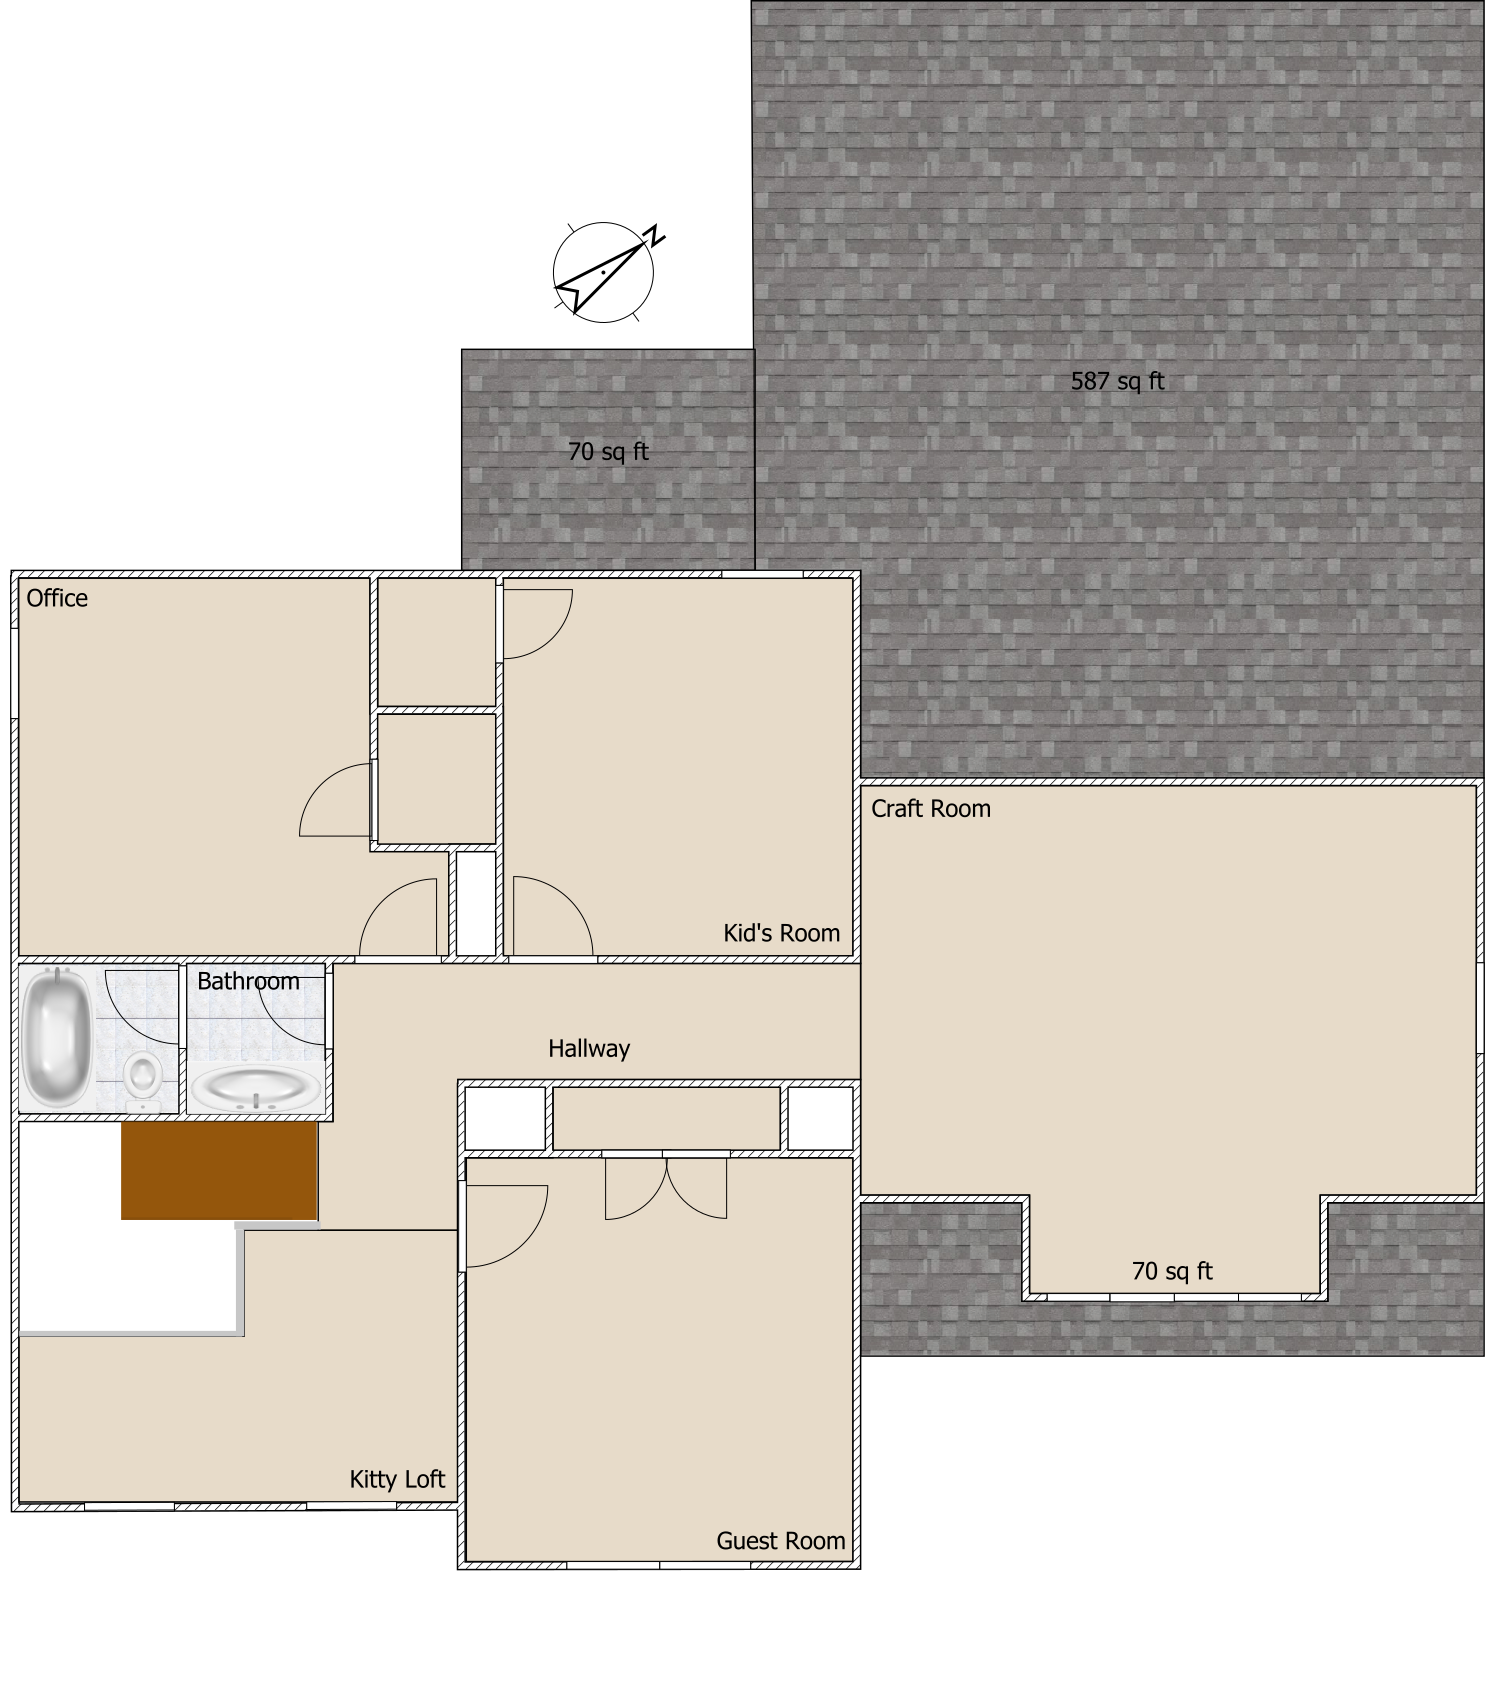 N
587 sq ft
70 sq ft
Office
Craft Room
Kid's Room
Bathroom
Hallway
70 sq ft
Kitty Loft
Guest Room